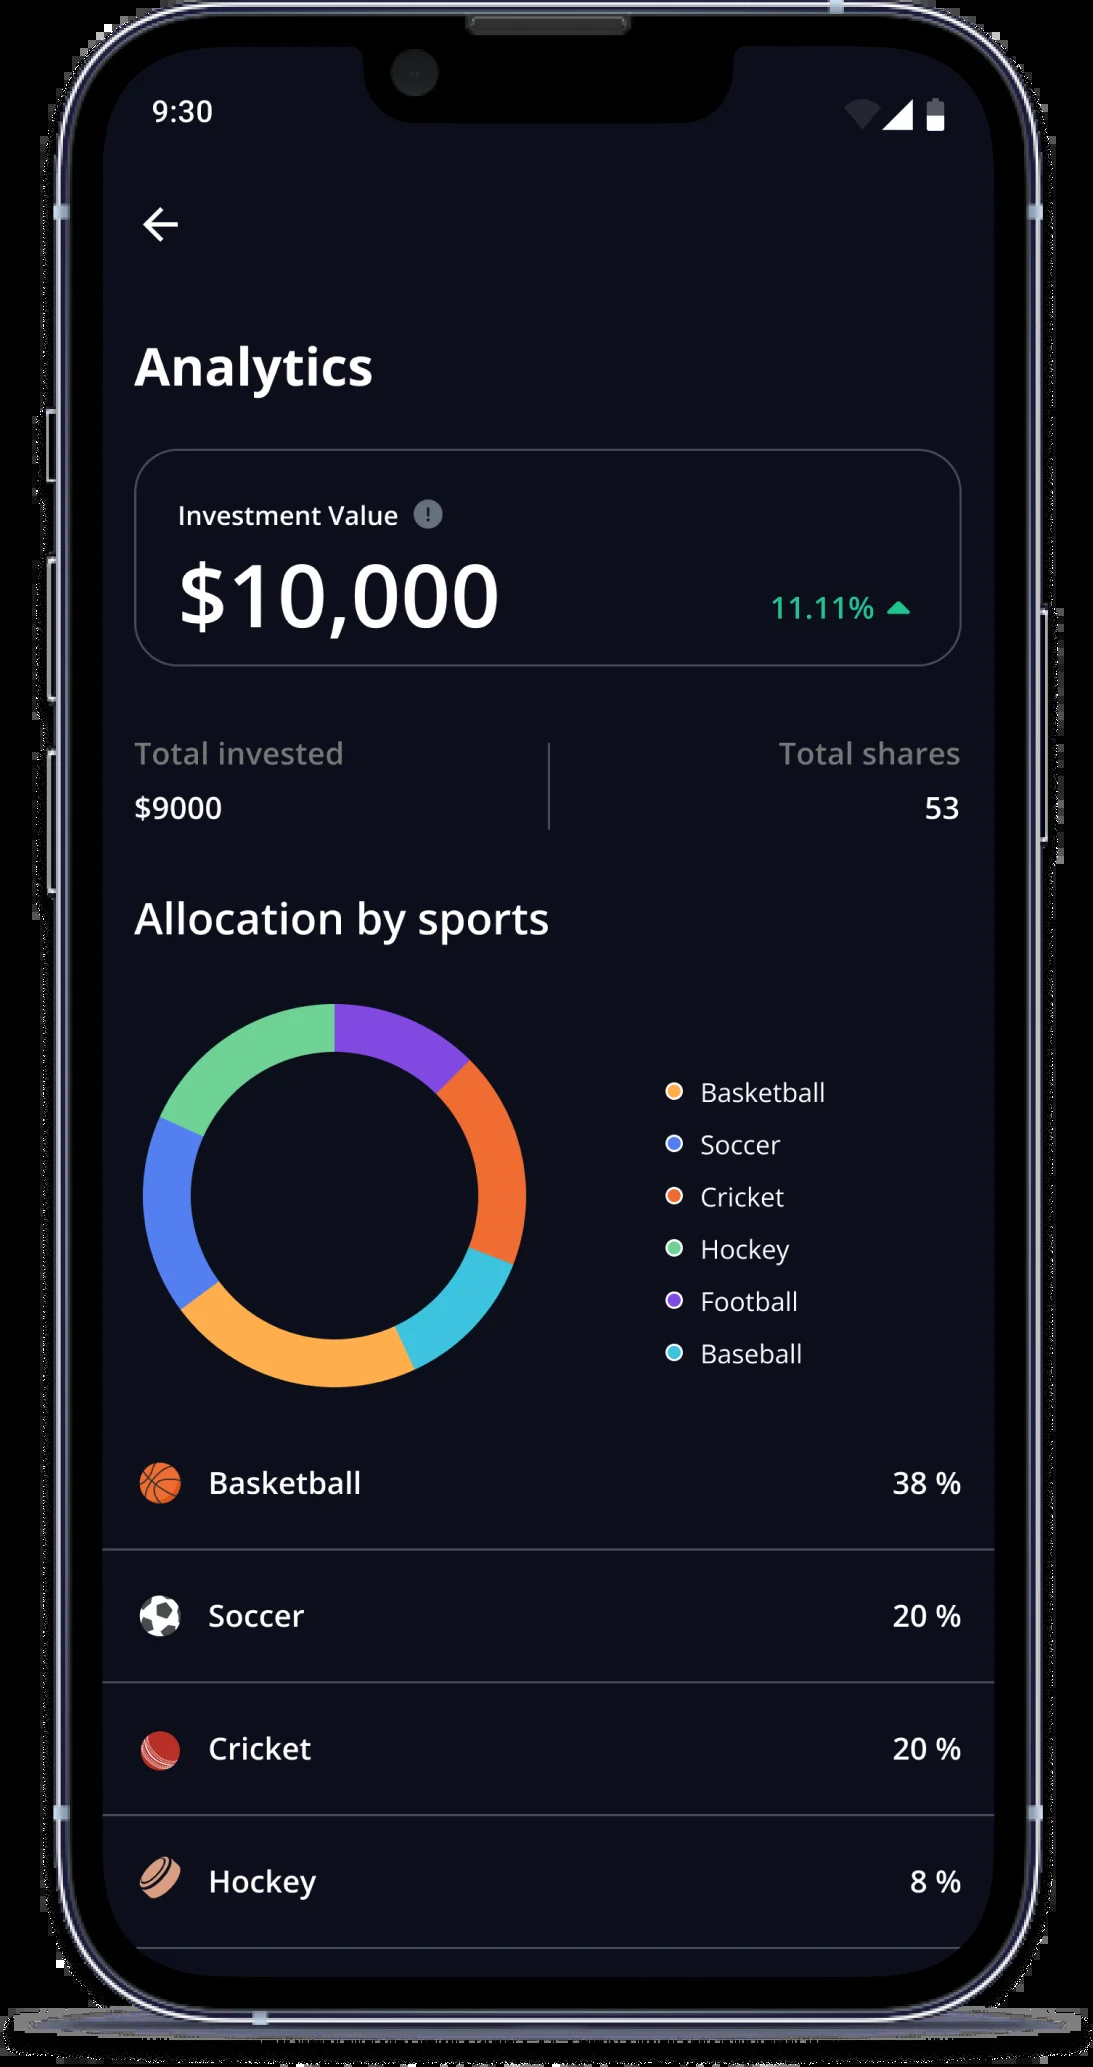 9:30
Analytics
Investment Value !
$10,000
11.11%
Total invested
Total shares
$9000
53
Allocation by sports
Basketball
Soccer
Cricket
Hockey
Football
Baseball
Basketball 38 %
Soccer 20 %
Cricket 20 %
Hockey 8 %